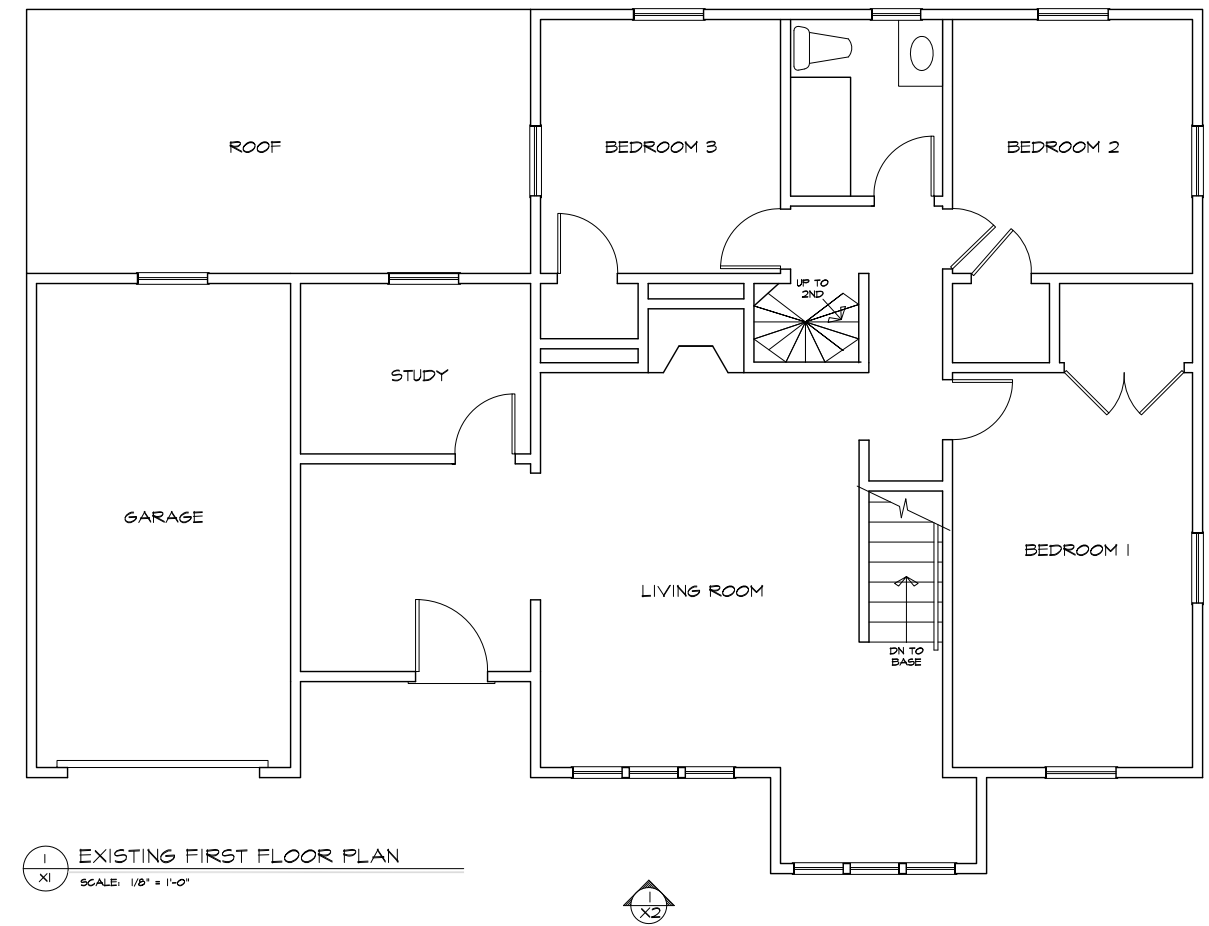 ROOF
BEDROOM 3
BEDROOM 2
UP TO
2ND
STUDY
GARAGE
BEDROOM 1
LIVING ROOM
DN TO
BASE
1
X1
EXISTING FIRST FLOOR PLAN
SCALE: 1/8" = 1'-0"
1
X2